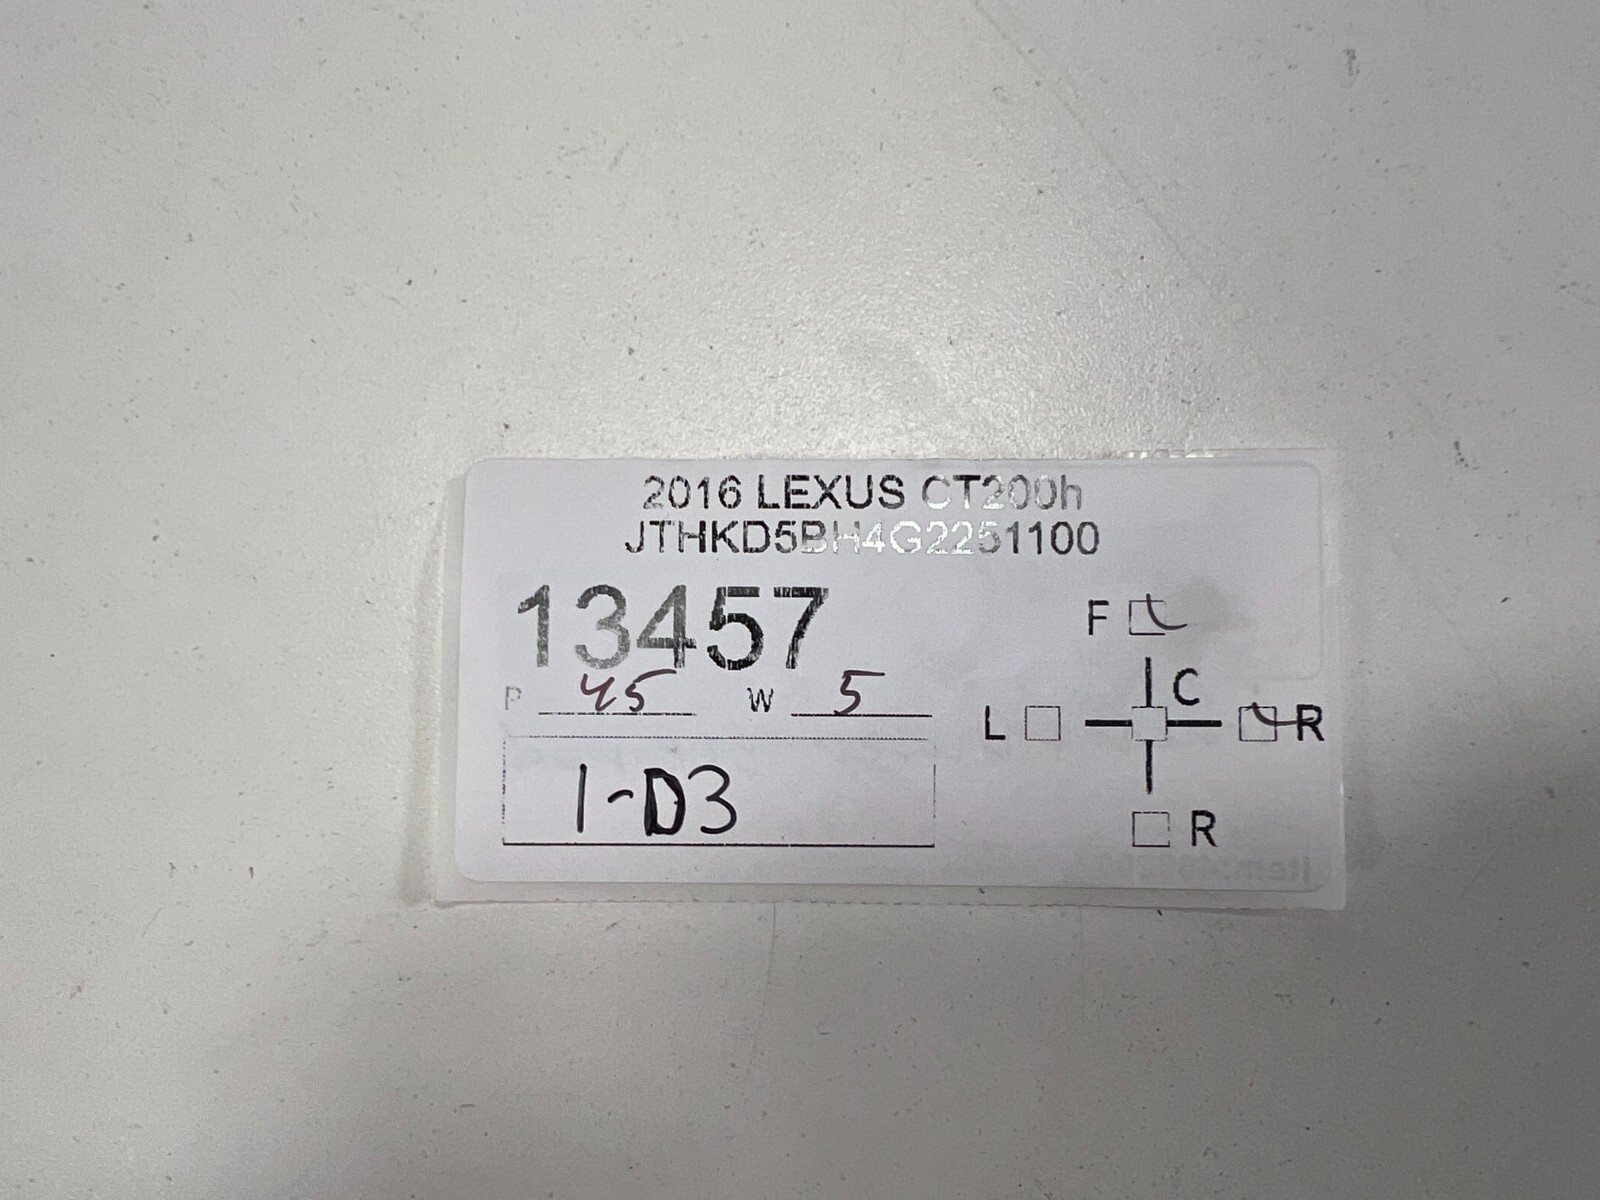 2016 LEXUS CT200h
JTHKD5BH4G2251100
13457
P 45 W 5
1-D3
F
C
L R
R